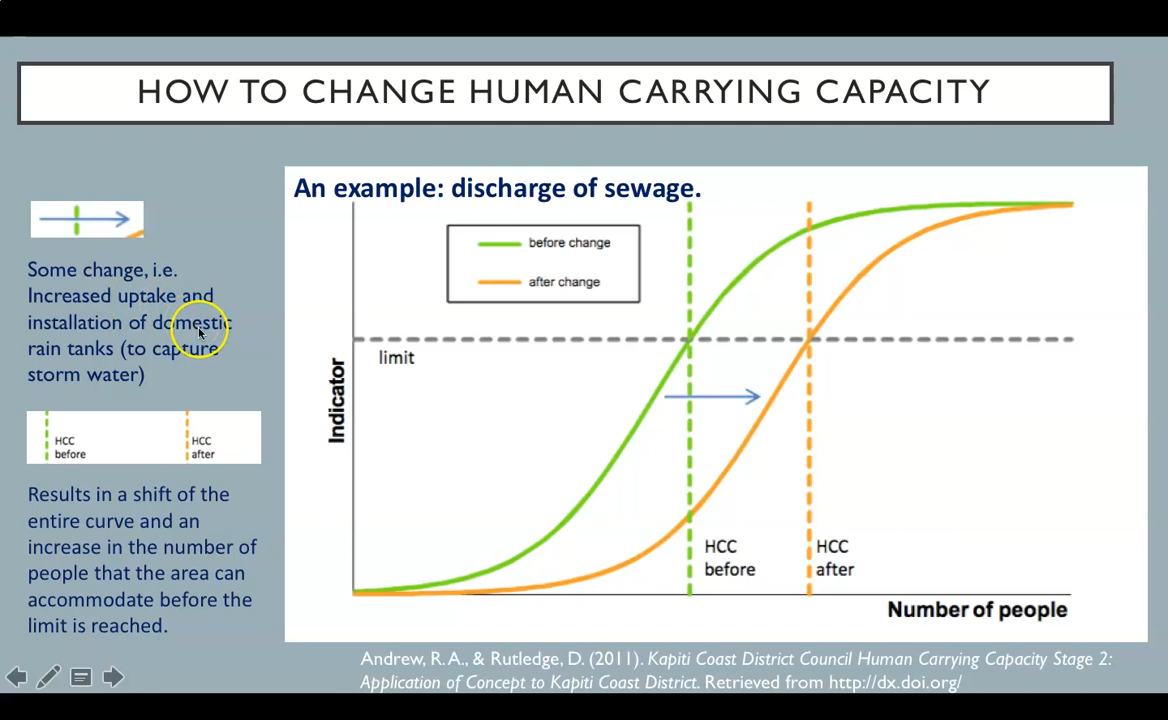 HOW TO CHANGE HUMAN CARRYING CAPACITY
Some change, i.e.
Increased uptake and
installation of domestic
rain tanks (to capture
storm water)
HCC
before
HCC
after
Results in a shift of the
entire curve and an
increase in the number of
people that the area can
accommodate before the
limit is reached.
An example: discharge of sewage.
before change
after change
limit
Indicator
HCC
before
HCC
after
Number of people
Andrew, R. A., & Rutledge, D. (2011). Kapiti Coast District Council Human Carrying Capacity Stage 2:
Application of Concept to Kapiti Coast District. Retrieved from http://dx.doi.org/